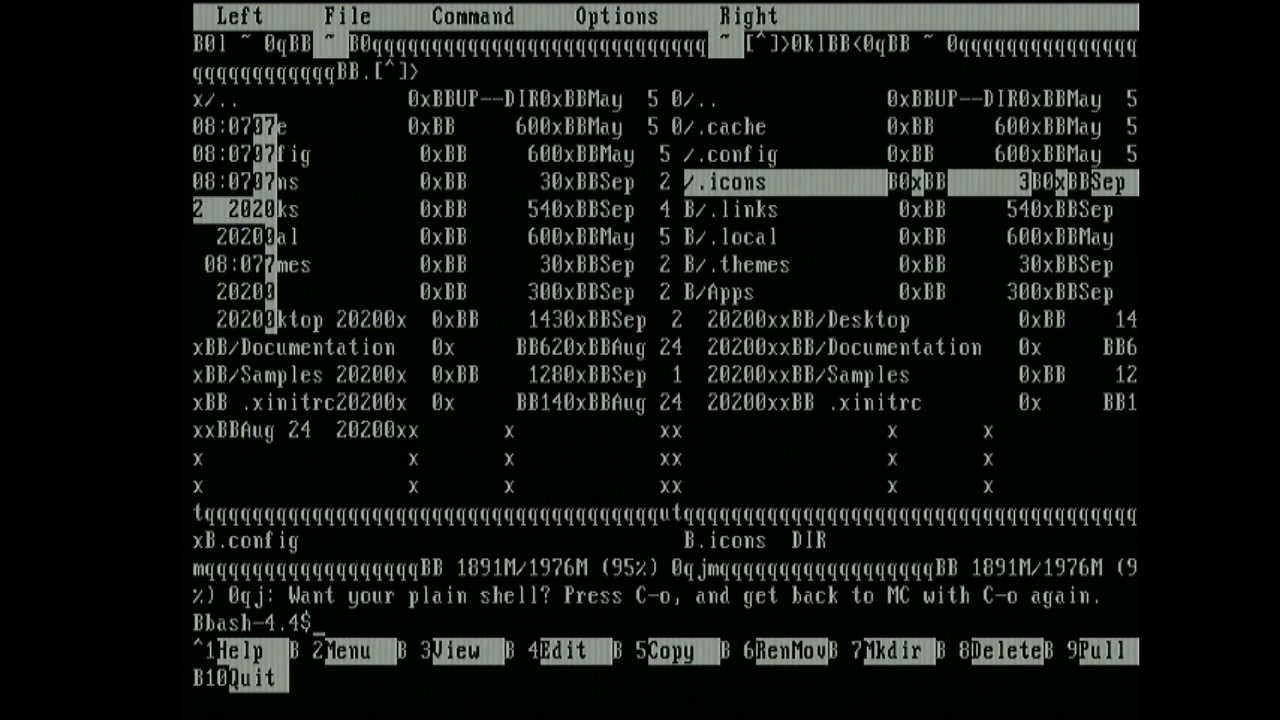 Left     File     Command     Options     Right
B0l ~ 0qBB ~ B0qqqqqqqqqqqqqqqqqqqqqqqqqqqq ~ [^]>0klBB<0qBB ~ 0qqqqqqqqqqqqqqq
qqqqqqqqqqqqBB.[^]>
x/..              0xBBUP--DIR0xBBMay  5 0/..              0xBBUP--DIR0xBBMay  5
08:0707e          0xBB     600xBBMay  5 0/.cache          0xBB     600xBBMay  5
08:0707fig         0xBB     600xBBMay  5 /.config         0xBB     600xBBMay  5
08:0707ns          0xBB      30xBBSep  2 /.icons          B0xBB      3B0xBBSep
2  2020ks          0xBB     540xBBSep  4 B/.links          0xBB     540xBBSep
  20200al          0xBB     600xBBMay  5 B/.local          0xBB     600xBBMay
 08:07?mes         0xBB      30xBBSep  2 B/.themes         0xBB      30xBBSep
  20200            0xBB     300xBBSep  2 B/Apps            0xBB     300xBBSep
  20200ktop 20200x  0xBB    1430xBBSep  2  20200xxBB/Desktop         0xBB    14
xBB/Documentation   0x     BB620xBBAug 24  20200xxBB/Documentation   0x     BB6
xBB/Samples 20200x  0xBB    1280xBBSep  1  20200xxBB/Samples         0xBB    12
xBB .xinitrc20200x  0x     BB140xBBAug 24  20200xxBB .xinitrc        0x     BB1
xxBBAug 24  20200xx       x            xx                 x       x
x                 x       x            xx                 x       x
x                 x       x            xx                 x       x
tqqqqqqqqqqqqqqqqqqqqqqqqqqqqqqqqqqqqqqutqqqqqqqqqqqqqqqqqqqqqqqqqqqqqqqqqqqqqq
xB.config                                B.icons  DIR
mqqqqqqqqqqqqqqqqqqBB 1891M/1976M (95%) 0qjmqqqqqqqqqqqqqqqqqqBB 1891M/1976M (9
%) 0qj: Want your plain shell? Press C-o, and get back to MC with C-o again.
Bbash-4.4$_
^1Help  B 2Menu  B 3View  B 4Edit  B 5Copy  B 6RenMovB 7Mkdir B 8DeleteB 9Pull
B10Quit